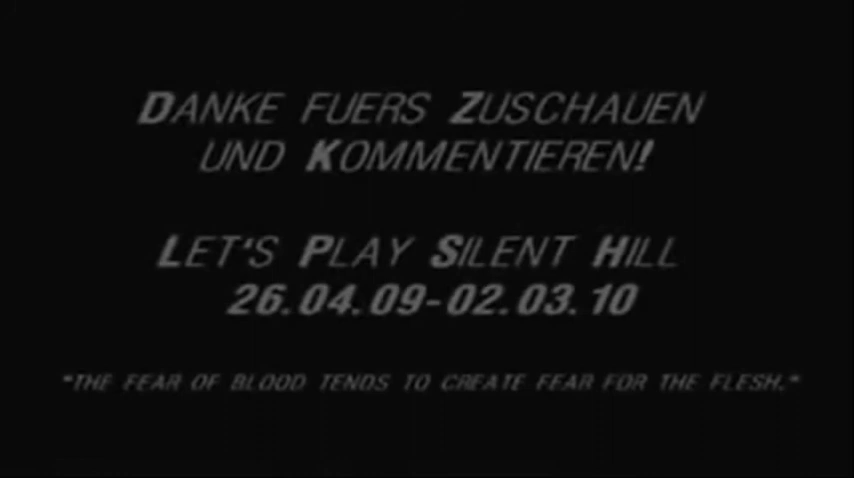 DANKE FUERS ZUSCHAUEN
UND KOMMENTIEREN!
LET'S PLAY SILENT HILL
26.04.09-02.03.10
"THE FEAR OF BLOOD TENDS TO CREATE FEAR FOR THE FLESH."